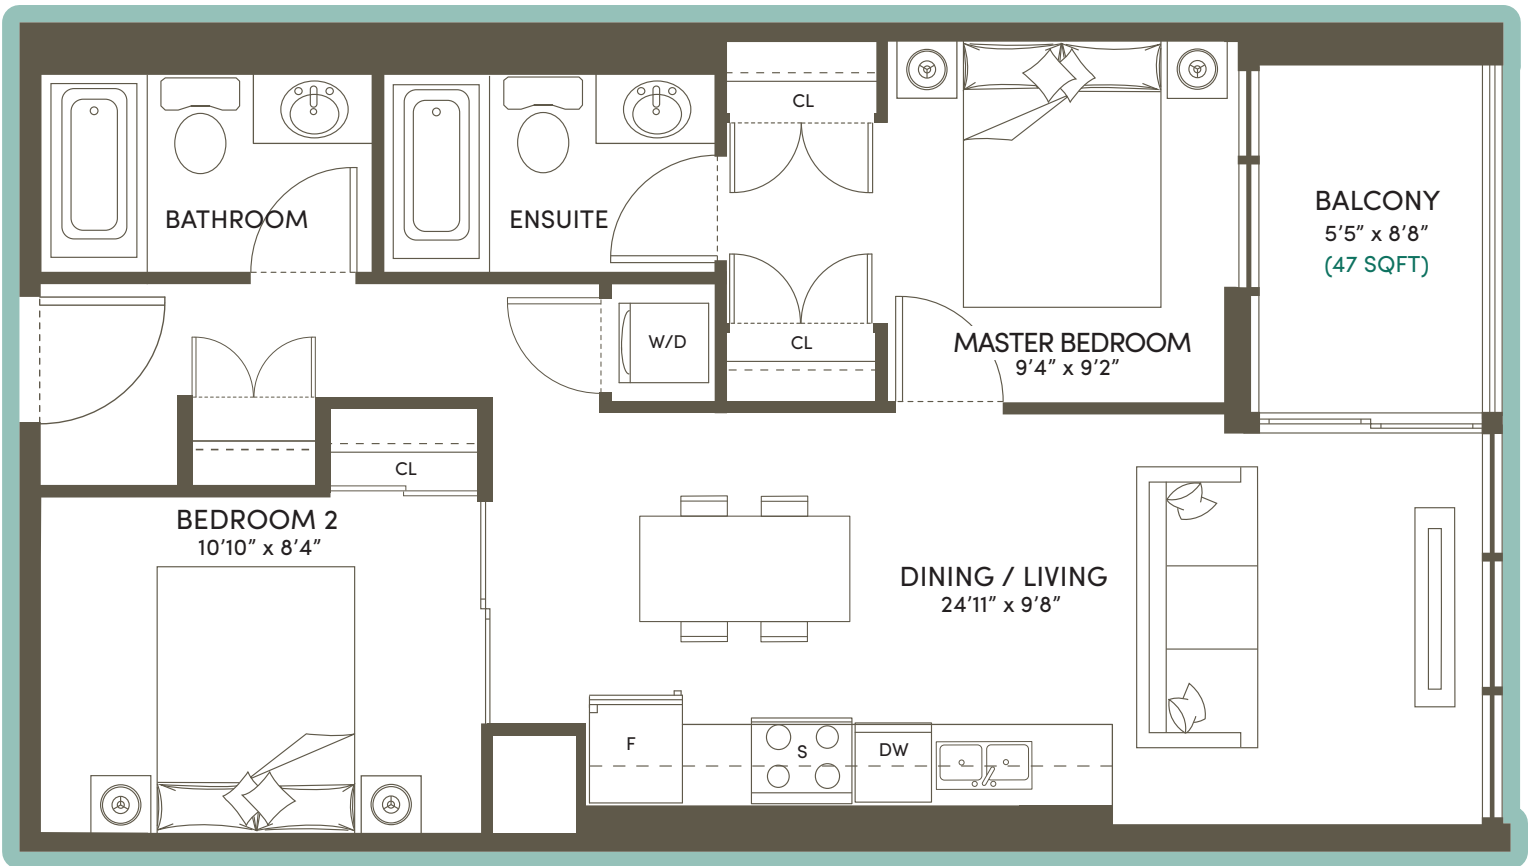 CL
BATHROOM
ENSUITE
BALCONY
5'5” x 8'8”
(47 SQFT)
W/D
CL
MASTER BEDROOM
9'4” x 9'2”
CL
BEDROOM 2
10'10” x 8'4”
DINING / LIVING
24'11” x 9'8”
F
S
DW